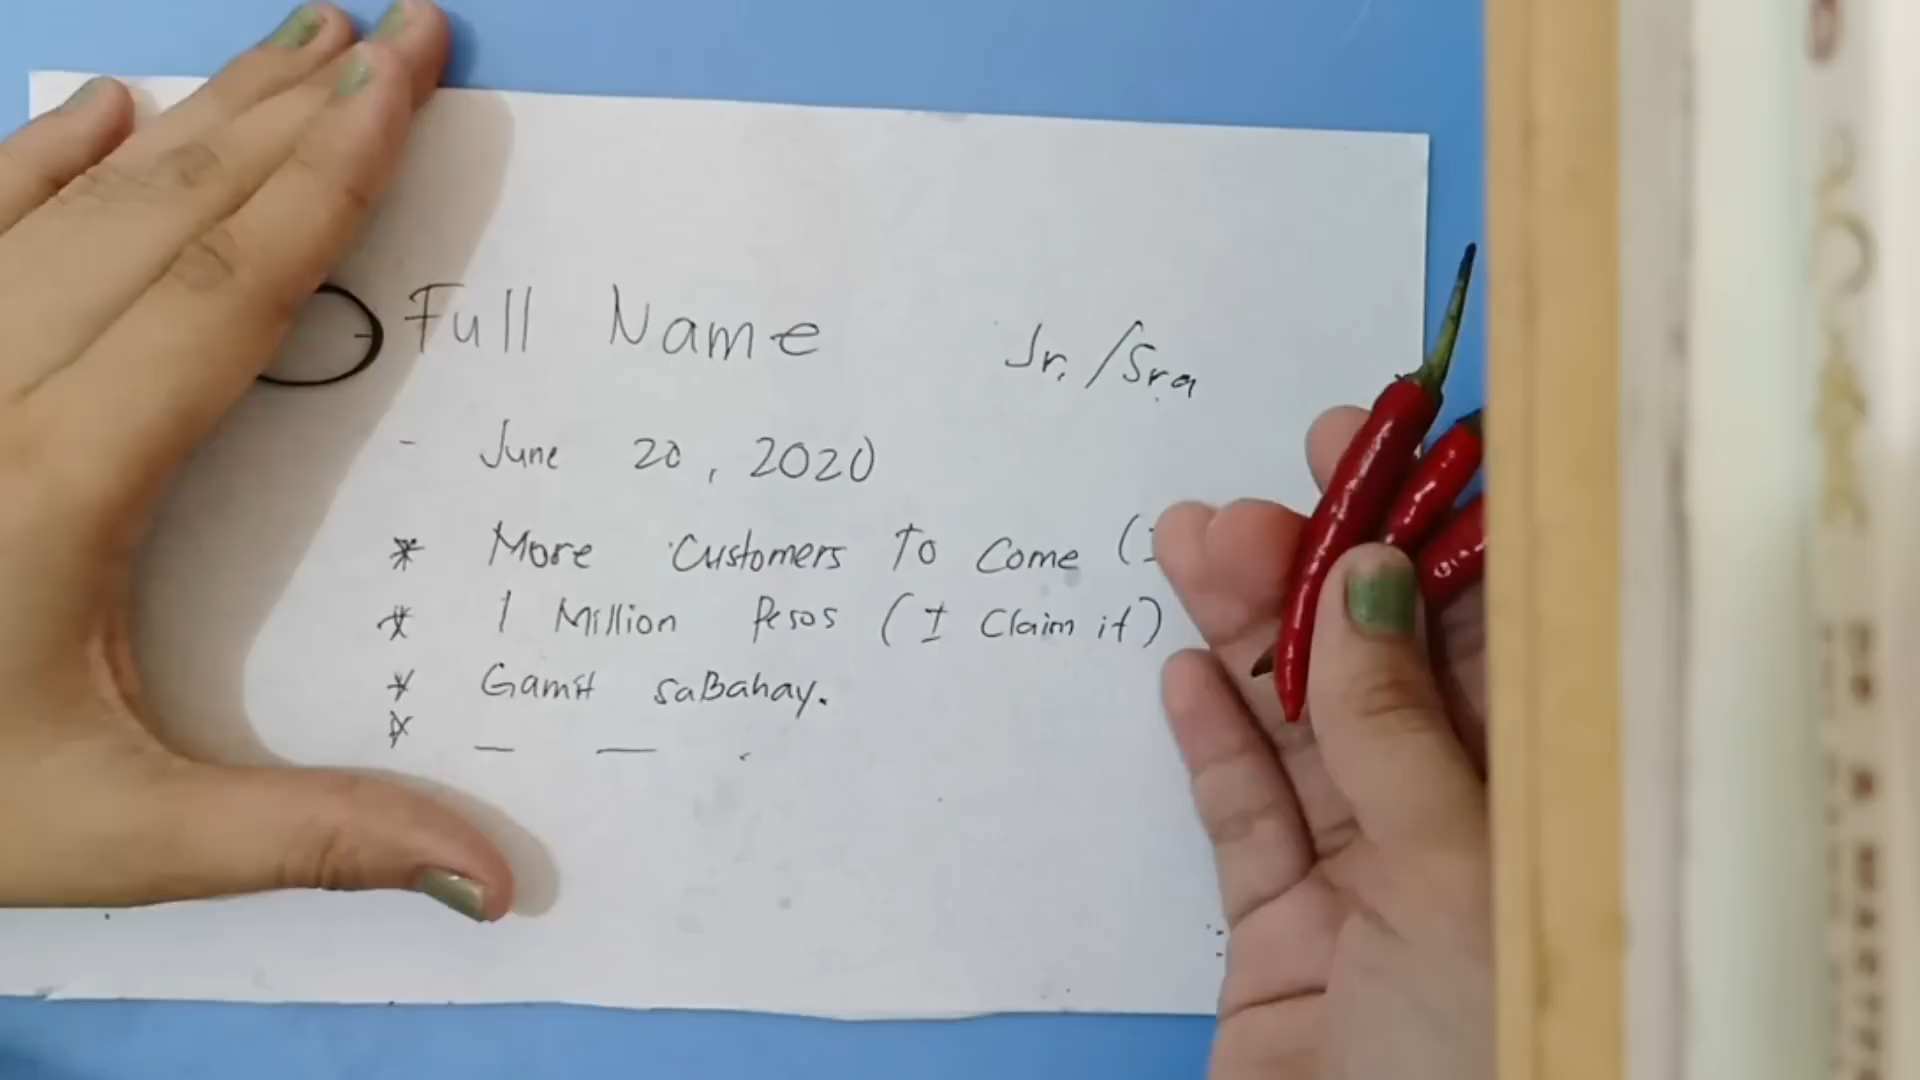 Full Name Jr. / Sra
- June 20, 2020
* More Customers To Come (I
* 1 Million Pesos (I Claim it)
* Gamit saBahay.
* — — .